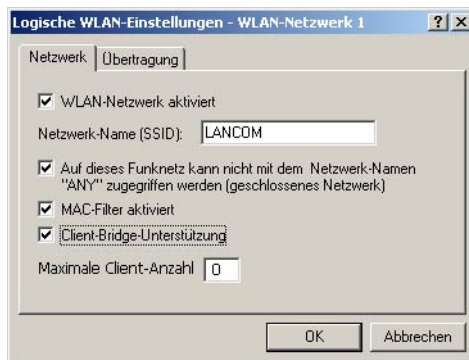 Logische WLAN-Einstellungen - WLAN-Netzwerk 1
Netzwerk
Übertragung
WLAN-Netzwerk aktiviert
Netzwerk-Name (SSID): LANCOM
Auf dieses Funknetz kann nicht mit dem Netzwerk-Namen
"ANY" zugegriffen werden (geschlossenes Netzwerk)
MAC-Filter aktiviert
Client-Bridge-Unterstützung
Maximale Client-Anzahl 0
OK
Abbrechen